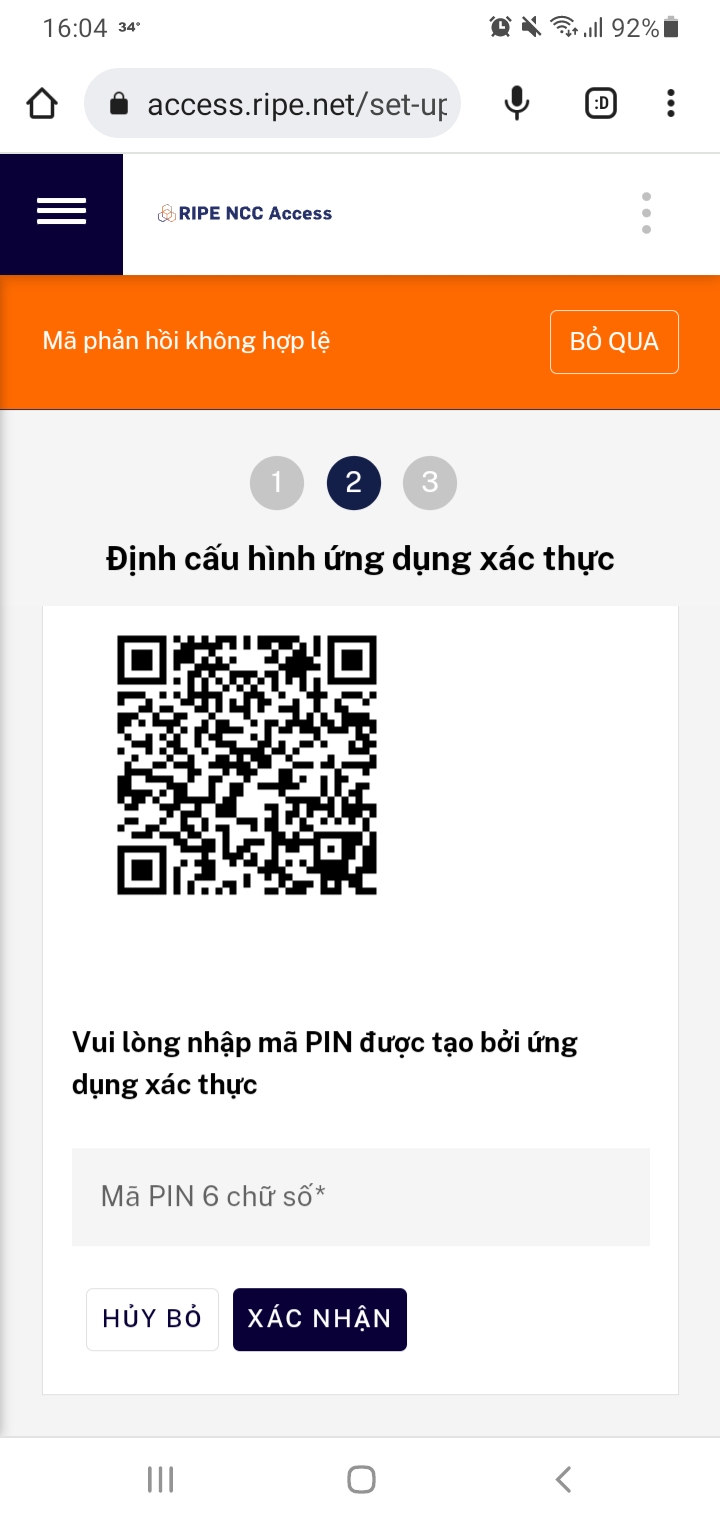 16:04 34°
92%
access.ripe.net/set-up
:D
RIPE NCC Access
Mã phản hồi không hợp lệ
BỎ QUA
1 2 3
Định cấu hình ứng dụng xác thực
Vui lòng nhập mã PIN được tạo bởi ứng
dụng xác thực
Mã PIN 6 chữ số*
HỦY BỎ
XÁC NHẬN